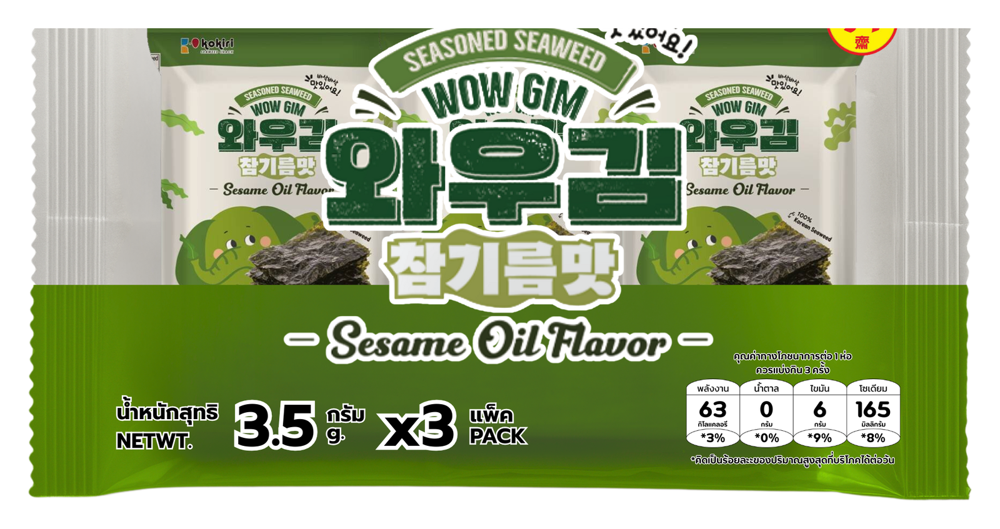 kokiri
SEAWEED SNACK
바삭바삭
맛있어요!
SEASONED SEAWEED
WOW GIM
와우김
참기름맛
Sesame Oil Flavor
맛있어요!
SEASONED SEAWEED
WOW GIM
와우김
참기름맛
— Sesame Oil Flavor —
齋
바삭바삭
맛있어요!
SEASONED SEAWEED
WOW GIM
와우김
참기름맛
Sesame Oil Flavor —
100%
Korean Seaweed
น้ำหนักสุทธิ 3.5 กรัม x3 แพ็ค
NETWT. g. PACK
คุณค่าทางโภชนาการต่อ 1 ห่อ
ควรแบ่งกิน 3 ครั้ง
พลังงาน น้ำตาล ไขมัน โซเดียม
63 0 6 165
กิโลแคลอรี กรัม กรัม มิลลิกรัม
*3% *0% *9% *8%
*คิดเป็นร้อยละของปริมาณสูงสุดที่บริโภคได้ต่อวัน